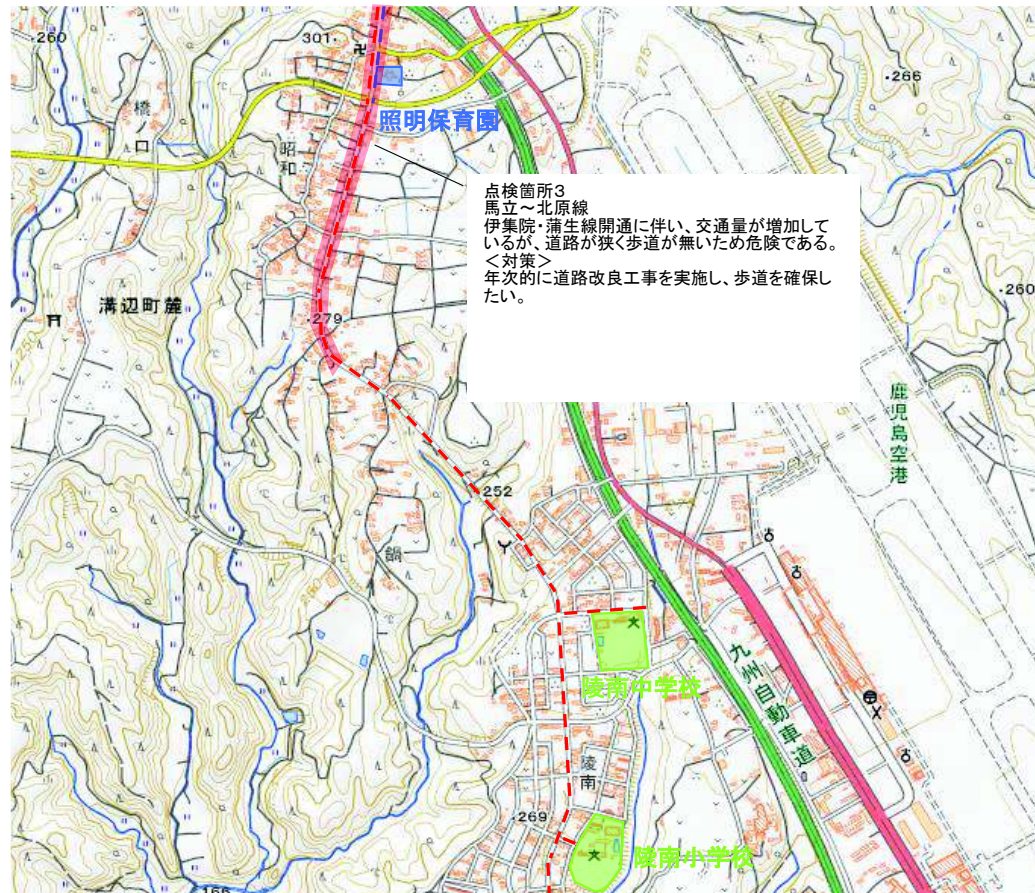 260
301
266
275
橋ノ口
照明保育園
昭和
点検箇所3
馬立～北原線
伊集院・蒲生線開通に伴い、交通量が増加して
いるが、道路が狭く歩道が無いため危険である。
＜対策＞
年次的に道路改良工事を実施し、歩道を確保し
たい。
260
溝辺町麓
279
鹿児島空港
252
鍋
九州自動車道
陵南中学校
陵南
269
陵南小学校
166